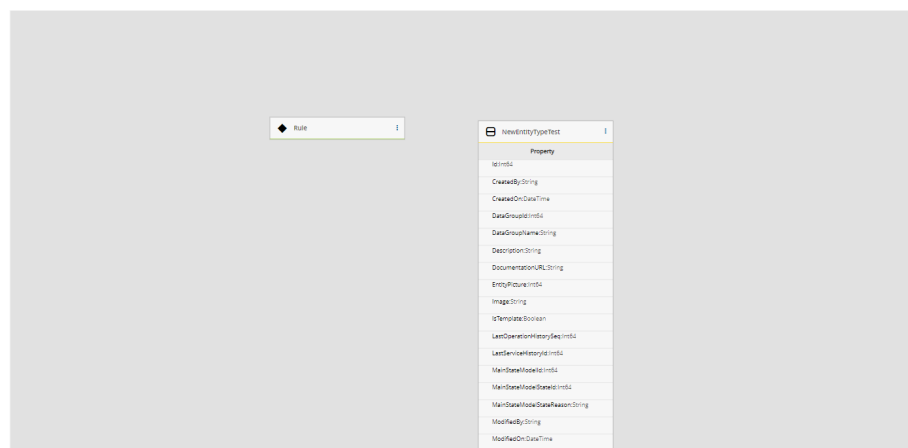 Rule
NewEntityTypeTest
Property
Id:Int64
CreatedBy:String
CreatedOn:DateTime
DataGroupId:Int64
DataGroupName:String
Description:String
DocumentationURL:String
EntityPicture:Int64
Image:String
IsTemplate:Boolean
LastOperationHistorySeq:Int64
LastServiceHistoryId:Int64
MainStateModelId:Int64
MainStateModelStateId:Int64
MainStateModelStateReason:String
ModifiedBy:String
ModifiedOn:DateTime